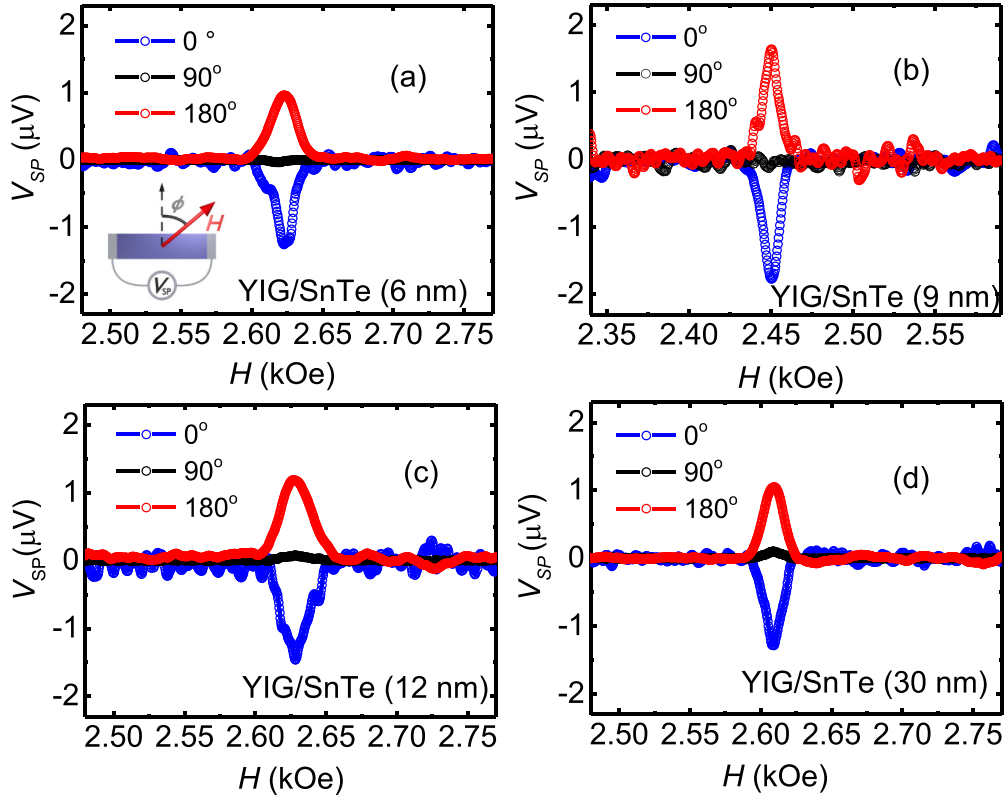 2
1
0
-1
-2
V_SP (μV)
0 °
90°
180°
(a)
ϕ
H
V_SP
YIG/SnTe (6 nm)
2.50 2.55 2.60 2.65 2.70 2.75
H (kOe)
2
1
0
-1
-2
V_SP (μV)
0°
90°
180°
(b)
YIG/SnTe (9 nm)
2.35 2.40 2.45 2.50 2.55
H (kOe)
2
1
0
-1
-2
V_SP (μV)
0°
90°
180°
(c)
YIG/SnTe (12 nm)
2.50 2.55 2.60 2.65 2.70 2.75
H (kOe)
2
1
0
-1
-2
V_SP (μV)
0°
90°
180°
(d)
YIG/SnTe (30 nm)
2.50 2.55 2.60 2.65 2.70 2.75
H (kOe)